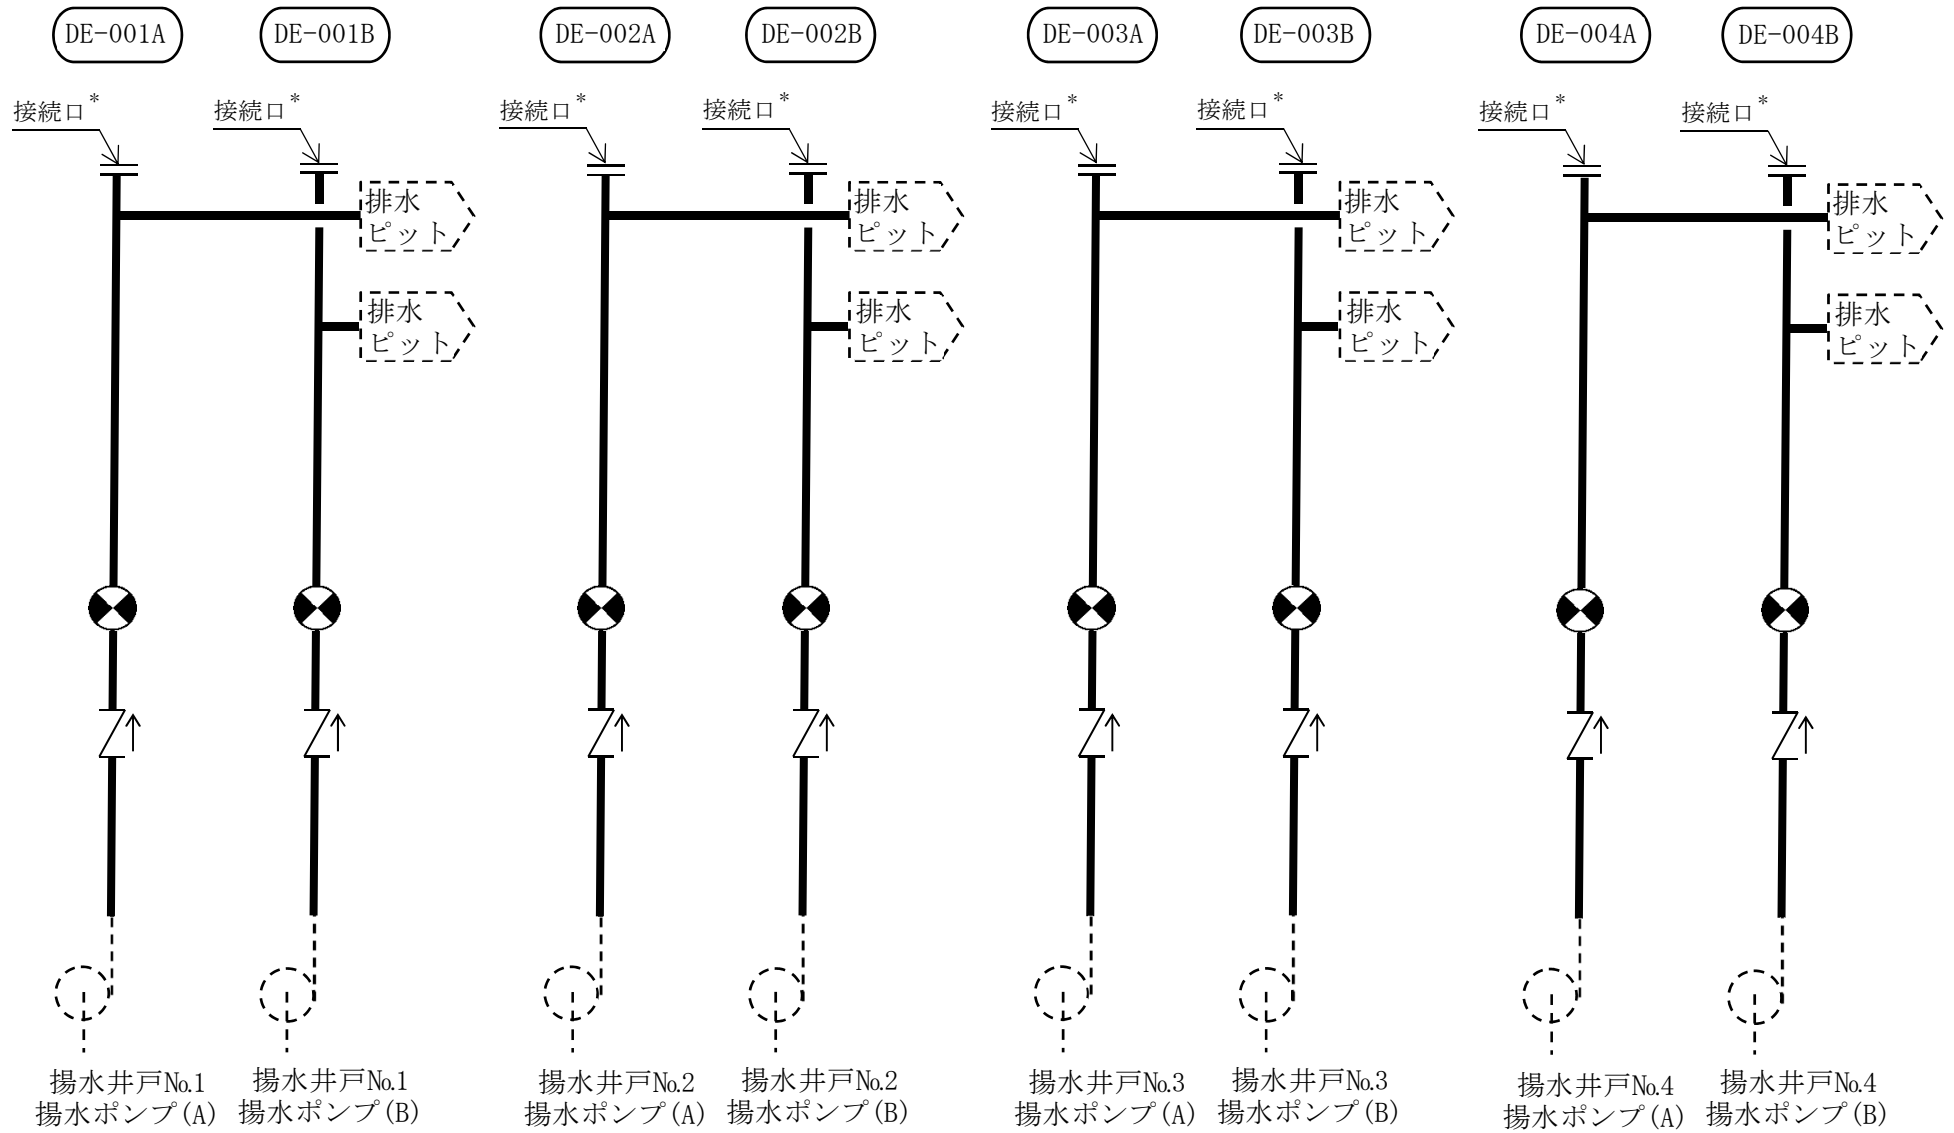 DE-001A
DE-001B
DE-002A
DE-002B
DE-003A
DE-003B
DE-004A
DE-004B
接続口*
接続口*
接続口*
接続口*
接続口*
接続口*
接続口*
接続口*
排水
ピット
排水
ピット
排水
ピット
排水
ピット
排水
ピット
排水
ピット
排水
ピット
排水
ピット
揚水井戸№1
揚水ポンプ(A)
揚水井戸№1
揚水ポンプ(B)
揚水井戸№2
揚水ポンプ(A)
揚水井戸№2
揚水ポンプ(B)
揚水井戸№3
揚水ポンプ(A)
揚水井戸№3
揚水ポンプ(B)
揚水井戸№4
揚水ポンプ(A)
揚水井戸№4
揚水ポンプ(B)